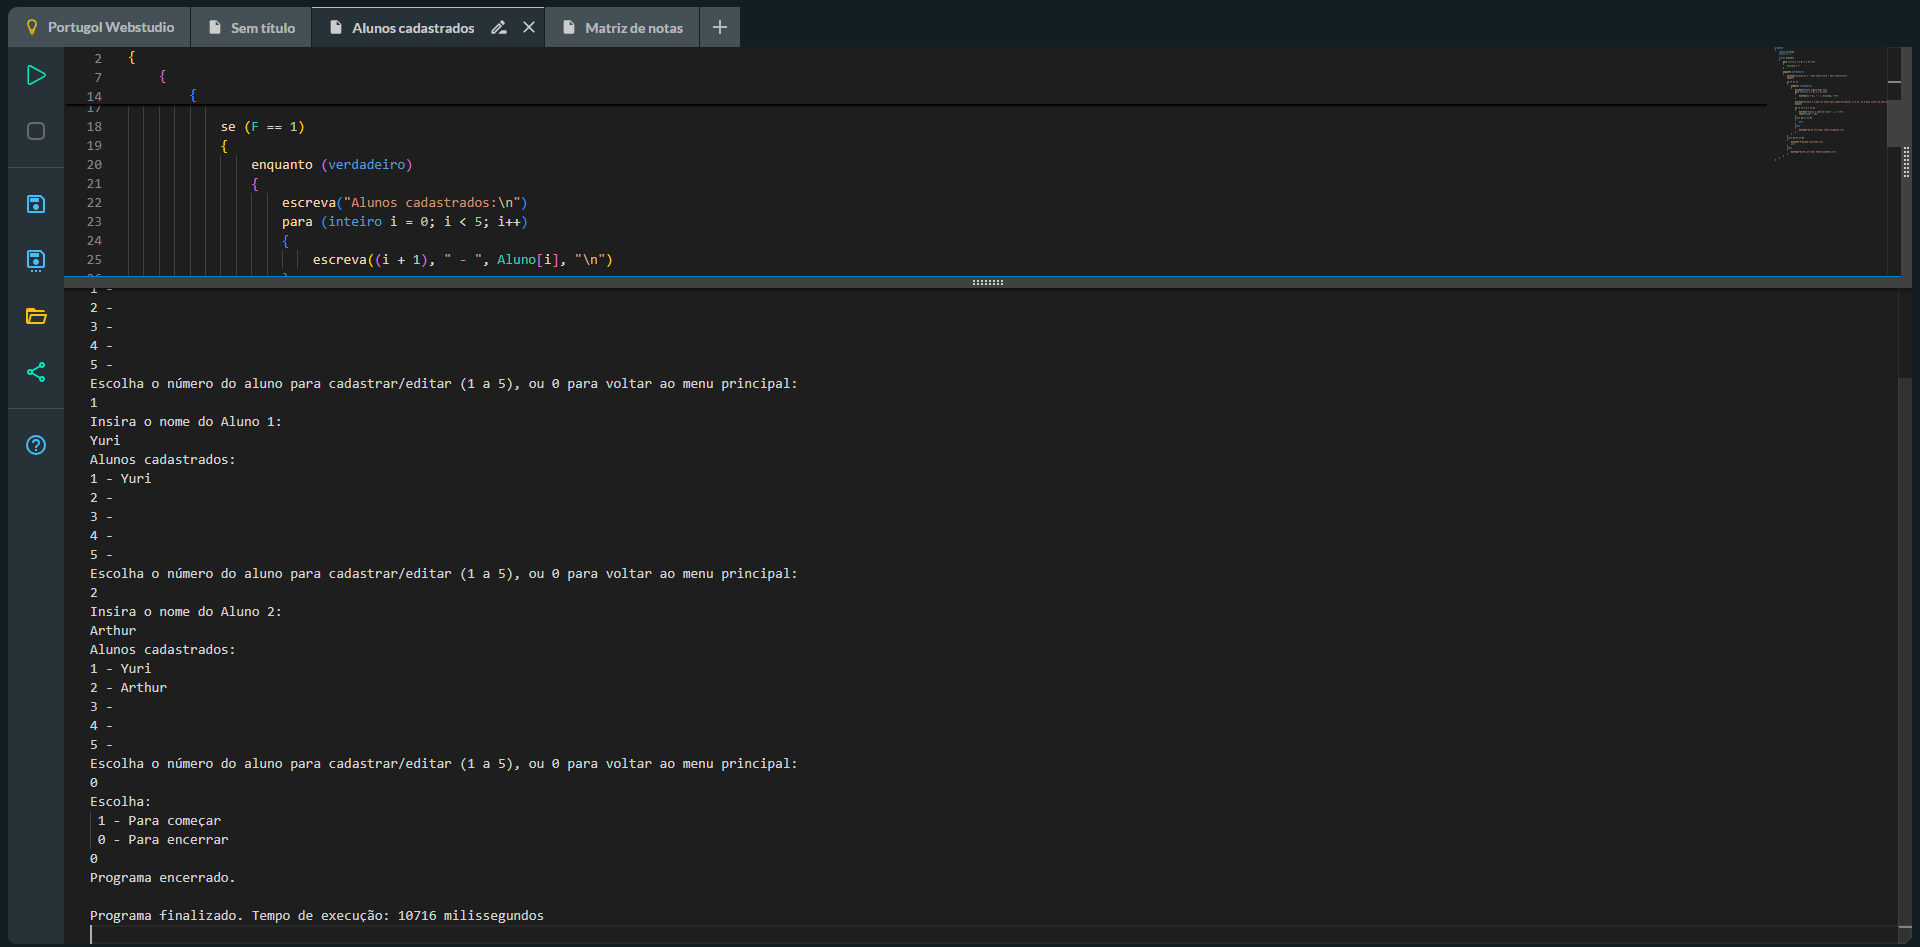 Portugol Webstudio
Sem título
Alunos cadastrados
Matriz de notas
2 {
7 {
14 {
17
18 se (F == 1)
19 {
20 enquanto (verdadeiro)
21 {
22 escreva("Alunos cadastrados:\n")
23 para (inteiro i = 0; i < 5; i++)
24 {
25 escreva((i + 1), " - ", Aluno[i], "\n")
26 }
1 -
2 -
3 -
4 -
5 -
Escolha o número do aluno para cadastrar/editar (1 a 5), ou 0 para voltar ao menu principal:
1
Insira o nome do Aluno 1:
Yuri
Alunos cadastrados:
1 - Yuri
2 -
3 -
4 -
5 -
Escolha o número do aluno para cadastrar/editar (1 a 5), ou 0 para voltar ao menu principal:
2
Insira o nome do Aluno 2:
Arthur
Alunos cadastrados:
1 - Yuri
2 - Arthur
3 -
4 -
5 -
Escolha o número do aluno para cadastrar/editar (1 a 5), ou 0 para voltar ao menu principal:
0
Escolha:
1 - Para começar
0 - Para encerrar
0
Programa encerrado.
Programa finalizado. Tempo de execução: 10716 milissegundos